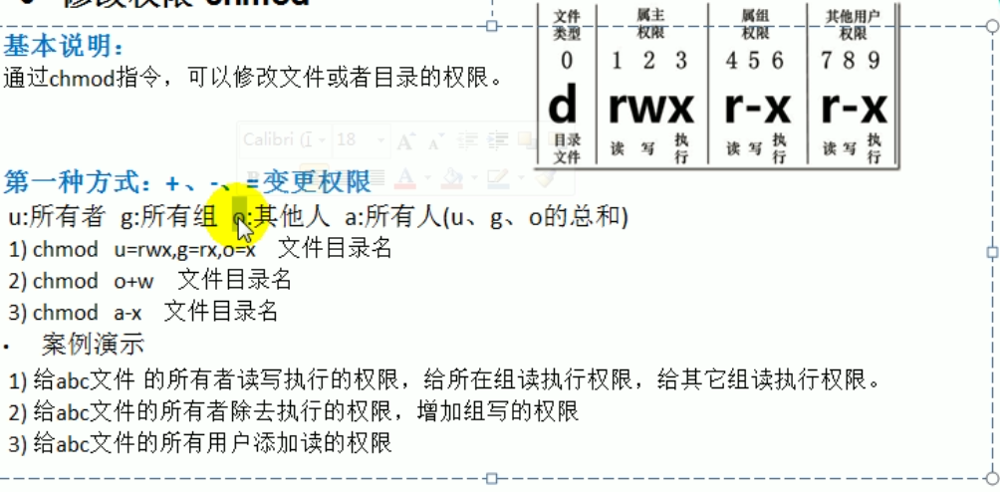 修改权限-chmod
基本说明：
通过chmod指令，可以修改文件或者目录的权限。
文件类型 属主权限 属组权限 其他用户权限
0 1 2 3 4 5 6 7 8 9
d rwx r-x r-x
目录文件 读 写 执行 读 写 执行 读 写 执行
Calibri 18
第一种方式：+ 、-、= 变更权限
u:所有者 g:所有组 o:其他人 a:所有人(u、g、o的总和)
1) chmod u=rwx,g=rx,o=x 文件目录名
2) chmod o+w 文件目录名
3) chmod a-x 文件目录名
• 案例演示
1) 给abc文件 的所有者读写执行的权限，给所在组读执行权限，给其它组读执行权限。
2) 给abc文件的所有者除去执行的权限，增加组写的权限
3) 给abc文件的所有用户添加读的权限